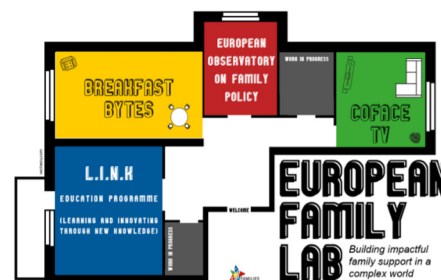 EUROPEAN
OBSERVATORY
ON FAMILY
POLICY
WORK IN PROGRESS
BREAKFAST
BYTES
COFACE
TV
L.I.N.K
EDUCATION PROGRAMME
(LEARNING AND INNOVATING
THROUGH NEW KNOWLEDGE)
WORK IN PROGRESS
WELCOME
EUROPEAN
FAMILY
LAB
Building impactful
family support in a
complex world
FAMILIES